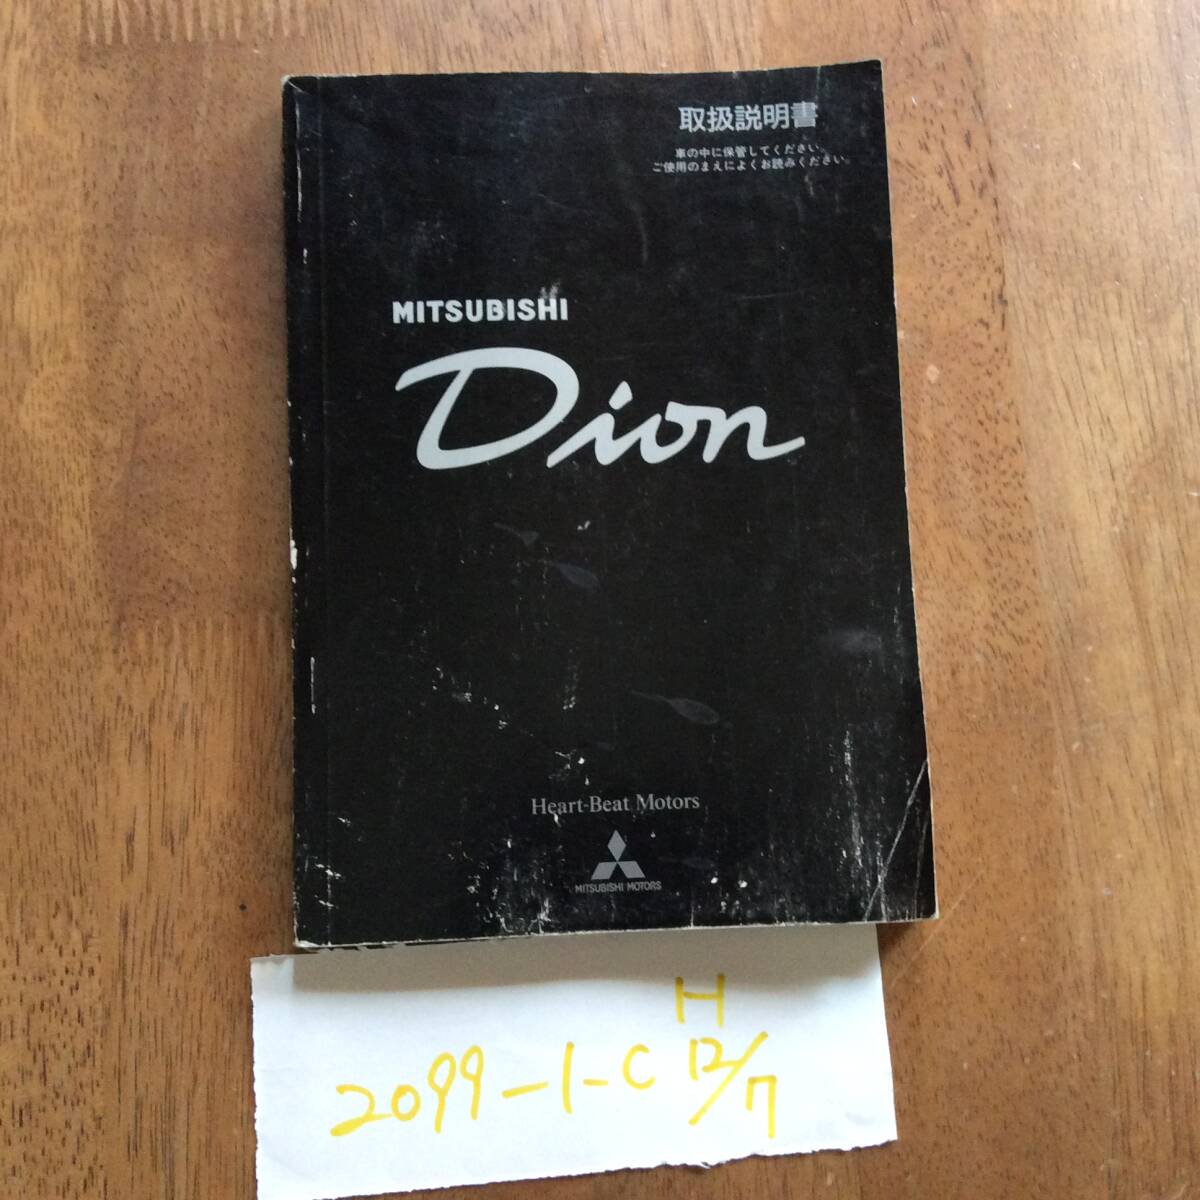 取扱説明書
車の中に保管してください。
ご使用のまえによくお読みください。
MITSUBISHI
Dion
Heart-Beat Motors
MITSUBISHI MOTORS
2099-1-C H12/7